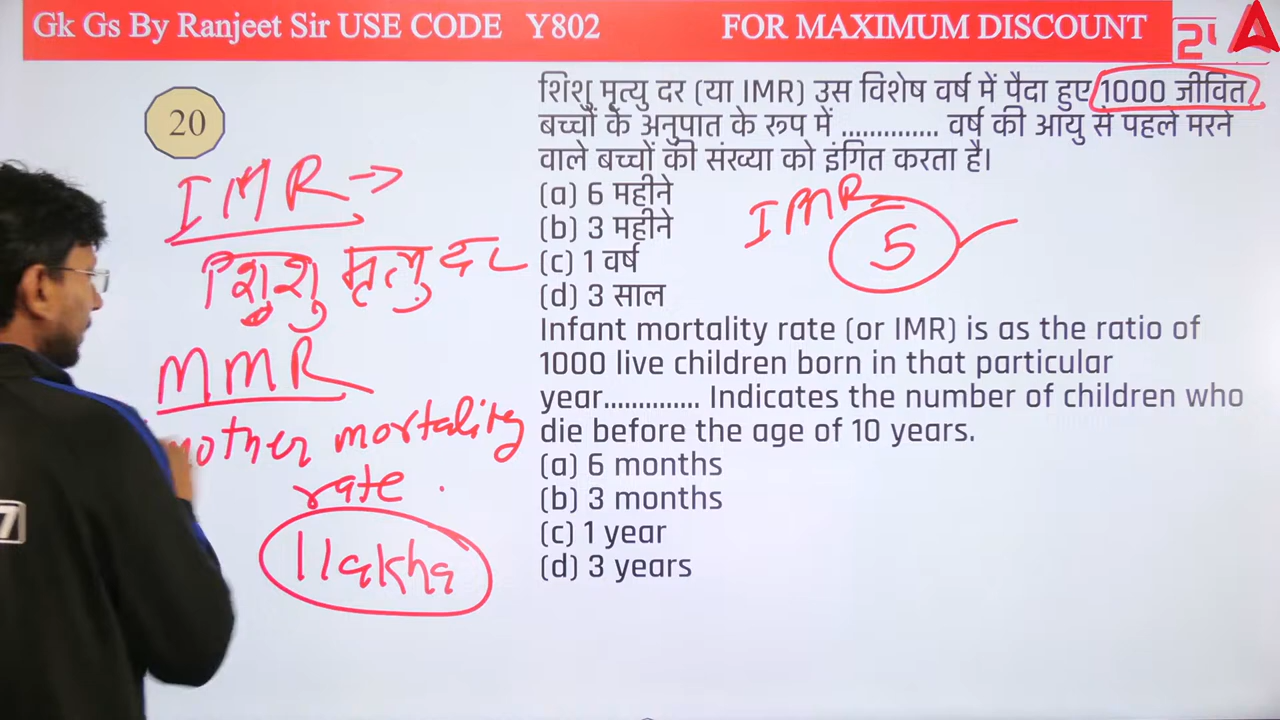 Gk Gs By Ranjeet Sir USE CODE Y802 FOR MAXIMUM DISCOUNT
20
शिशु मृत्यु दर (या IMR) उस विशेष वर्ष में पैदा हुए 1000 जीवित
बच्चों के अनुपात के रूप में .............. वर्ष की आयु से पहले मरने
वाले बच्चों की संख्या को इंगित करता है।
(a) 6 महीने
(b) 3 महीने
(c) 1 वर्ष
(d) 3 साल
Infant mortality rate (or IMR) is as the ratio of
1000 live children born in that particular
year.............. Indicates the number of children who
die before the age of 10 years.
(a) 6 months
(b) 3 months
(c) 1 year
(d) 3 years
IMR →
शिशु मृत्यु दर
MMR
mother mortality
rate.
1 lakha
IMR
5
7